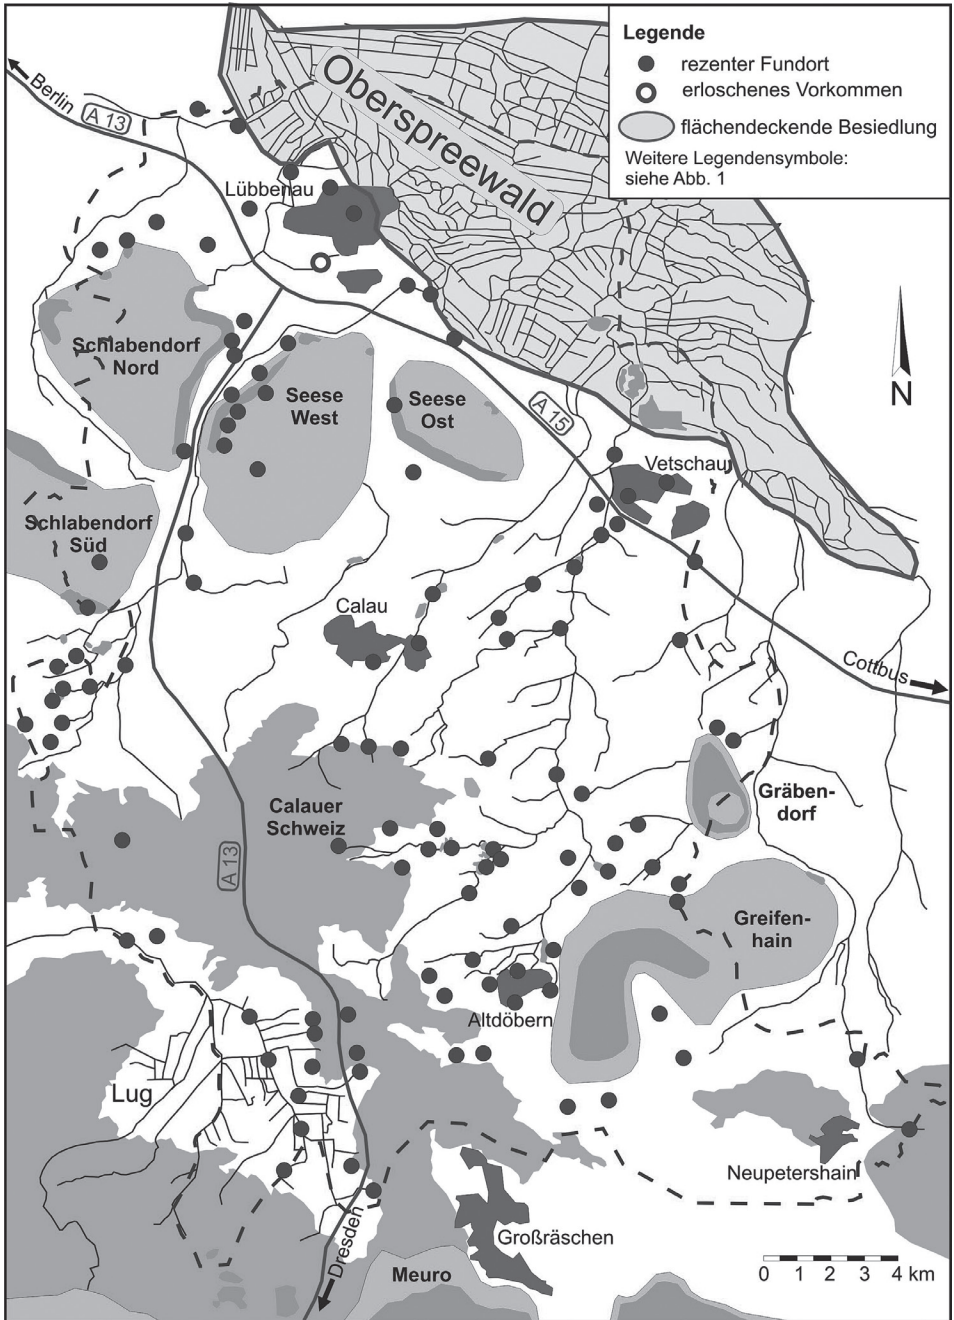 Legende
rezenter Fundort
erloschenes Vorkommen
flächendeckende Besiedlung
Weitere Legendensymbole:
siehe Abb. 1
Berlin
A 13
Oberspreewald
Lübbenau
Schlabendorf
Nord
Seese
West
Seese
Ost
A 15
N
Vetschau
Schlabendorf
Süd
Calau
Cottbus
Calauer
Schweiz
Gräben-
dorf
A 13
Greifen-
hain
Altdöbern
Lug
Neupetershain
Großräschen
Dresden
Meuro
0 1 2 3 4 km